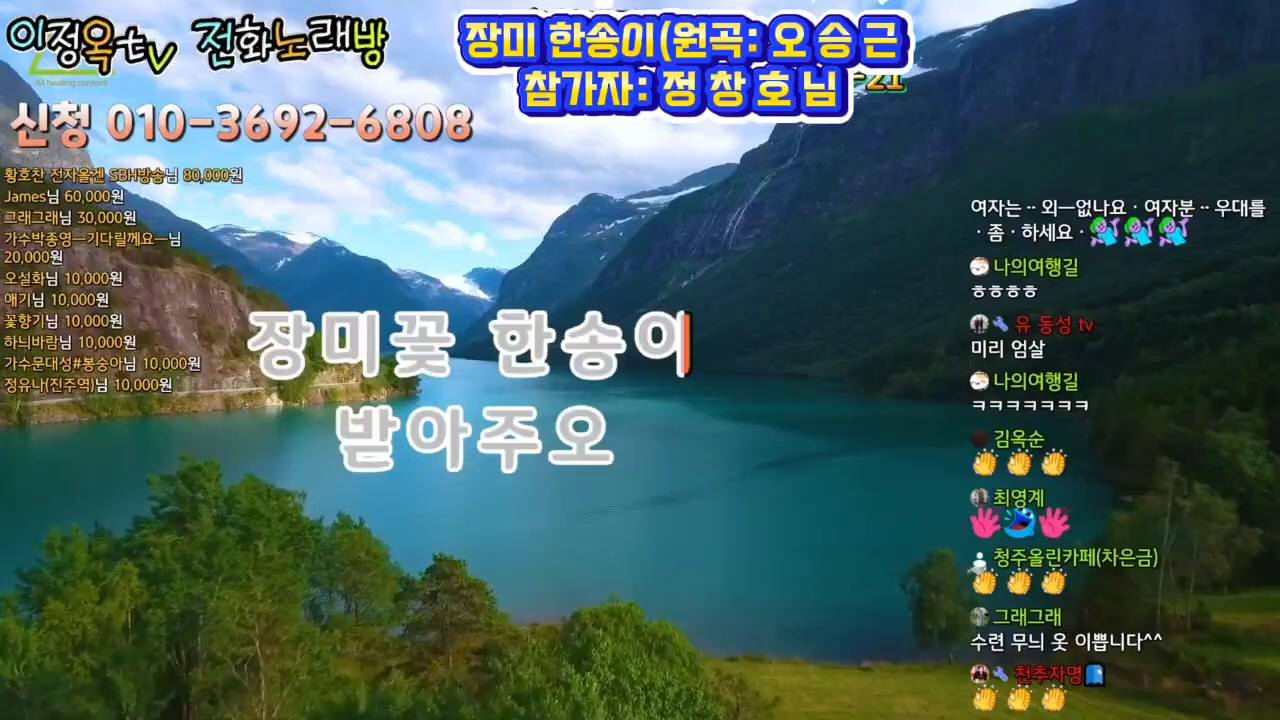 이정옥tv 전화노래방
All healing content
신청 010-3692-6808
장미 한송이(원곡: 오 승 근
참가자: 정 창 호 님
-21
황호찬 전자올겐 SBH방송님 80,000원
James님 60,000원
그래그래님 30,000원
가수박종영ㅡ기다릴께요ㅡ님
20,000원
오설화님 10,000원
애기님 10,000원
꽃향기님 10,000원
하늬바람님 10,000원
가수문대성#봉숭아님 10,000원
정유나(진주역)님 10,000원
장미꽃 한송이
받아주오
여자는 ·· 외ㅡ없나요 · 여자분 ·· 우대를
· 좀 · 하세요 ·
나의여행길
ㅎㅎㅎㅎ
유 동성 tv
미리 엄살
나의여행길
ㅋㅋㅋㅋㅋㅋㅋ
김옥순
👏👏👏
최영계
청주올린카페(차은금)
👏👏👏
그래그래
수련 무늬 옷 이쁩니다^^
천추자명📘
👏👏👏